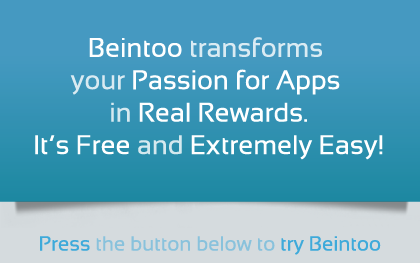 Beintoo transforms
your Passion for Apps
in Real Rewards.
It's Free and Extremely Easy!
Press the button below to try Beintoo